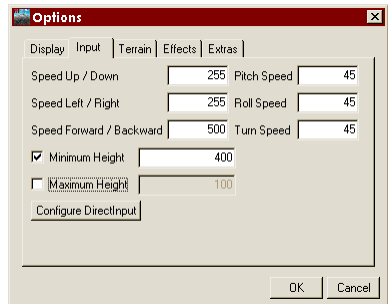 Options
Display Input Terrain Effects Extras
Speed Up / Down 255 Pitch Speed 45
Speed Left / Right 255 Roll Speed 45
Speed Forward / Backward 500 Turn Speed 45
Minimum Height 400
Maximum Height 100
Configure DirectInput
OK Cancel